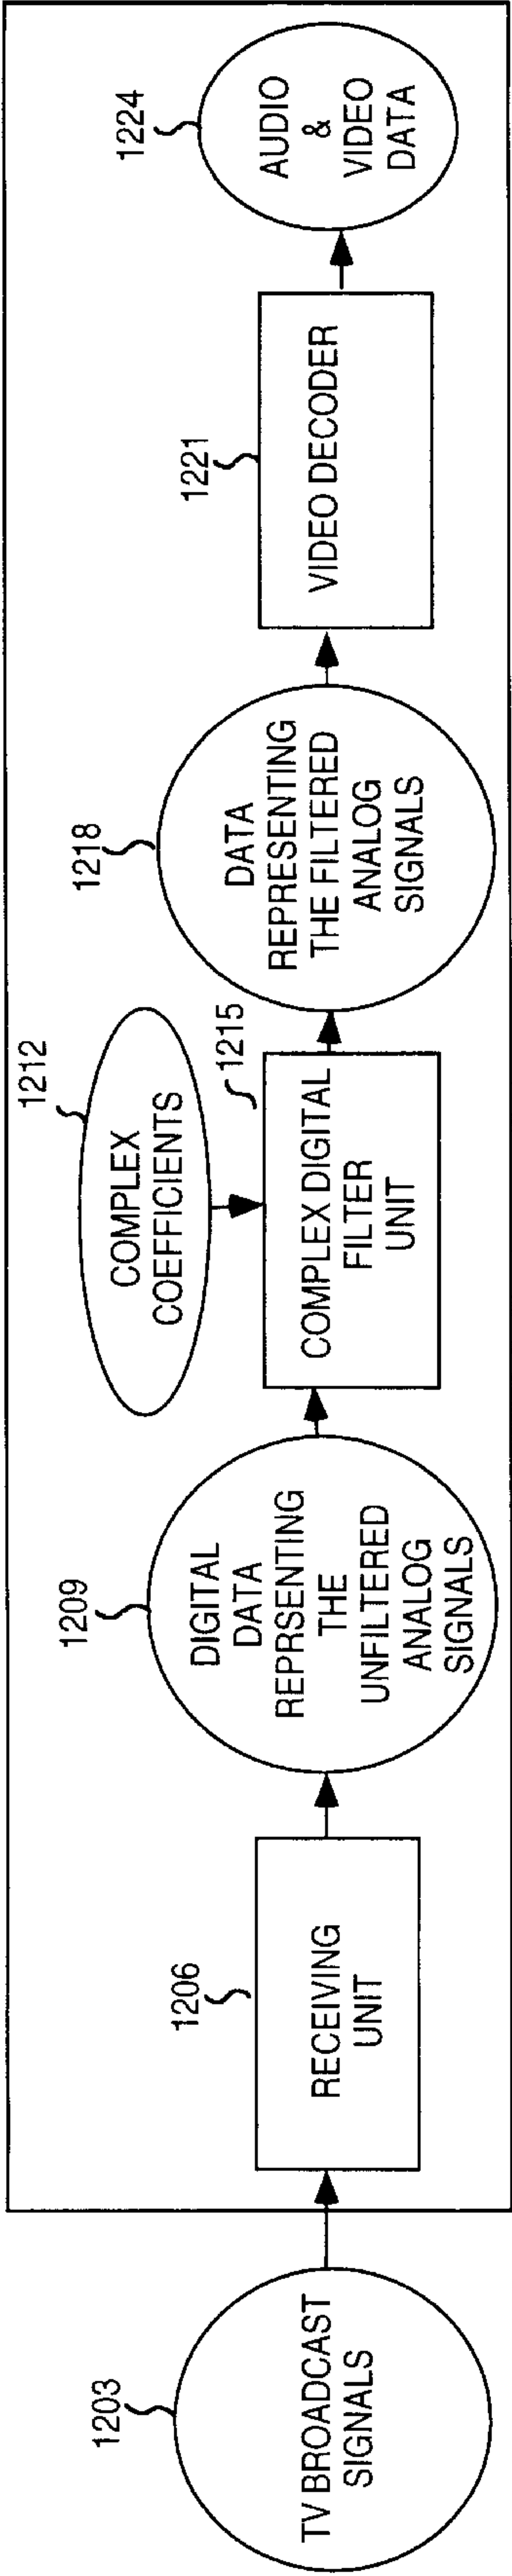 1203
TV BROADCAST
SIGNALS
1206
RECEIVING
UNIT
1209
DIGITAL
DATA
REPRSENTING
THE
UNFILTERED
ANALOG
SIGNALS
1212
COMPLEX
COEFFICIENTS
1215
COMPLEX DIGITAL
FILTER
UNIT
1218
DATA
REPRESENTING
THE FILTERED
ANALOG
SIGNALS
1221
VIDEO DECODER
1224
AUDIO
&
VIDEO
DATA